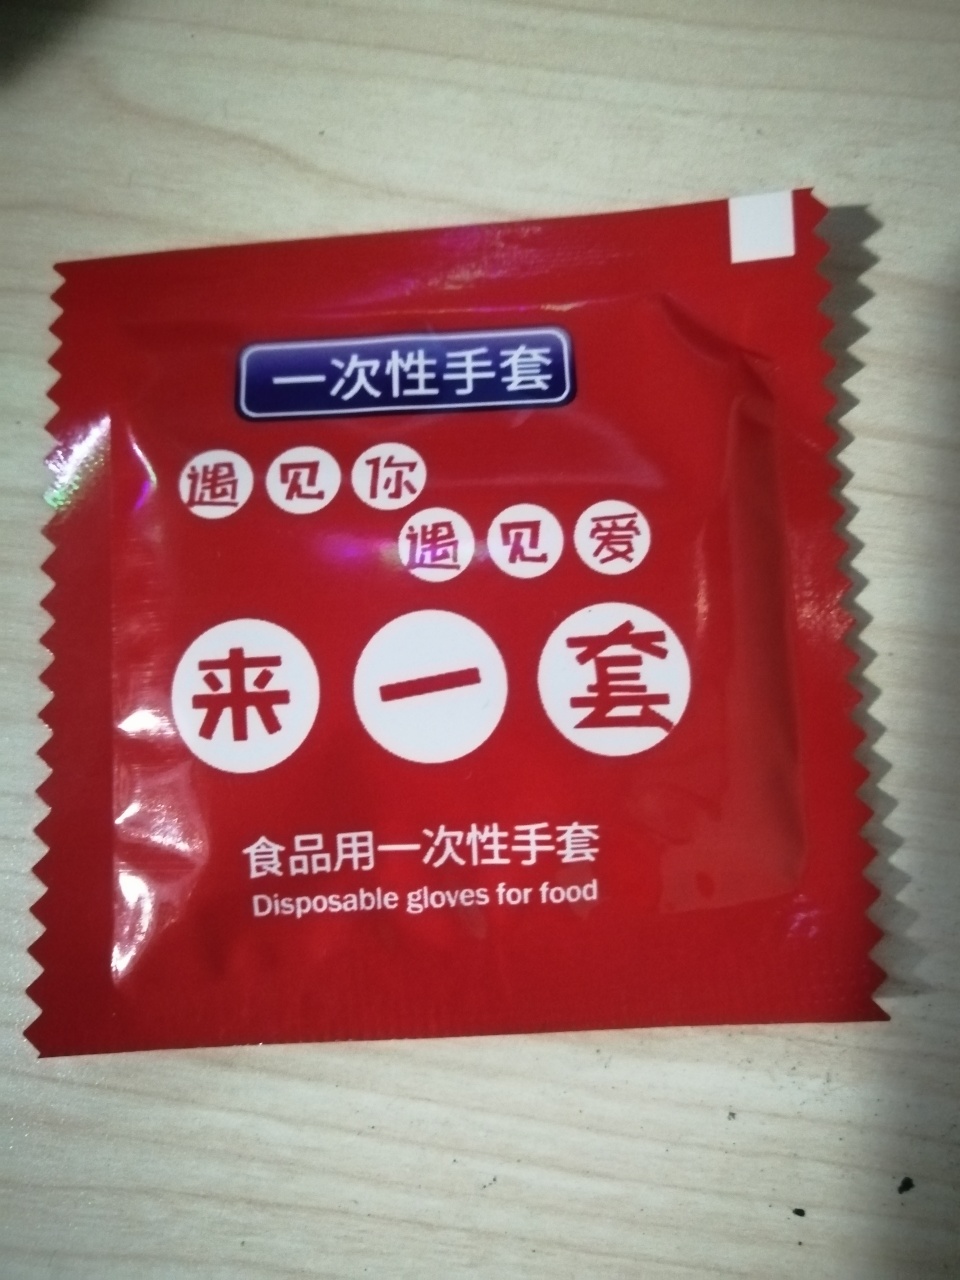 一次性手套
遇见你
遇见爱
来一套
食品用一次性手套
Disposable gloves for food